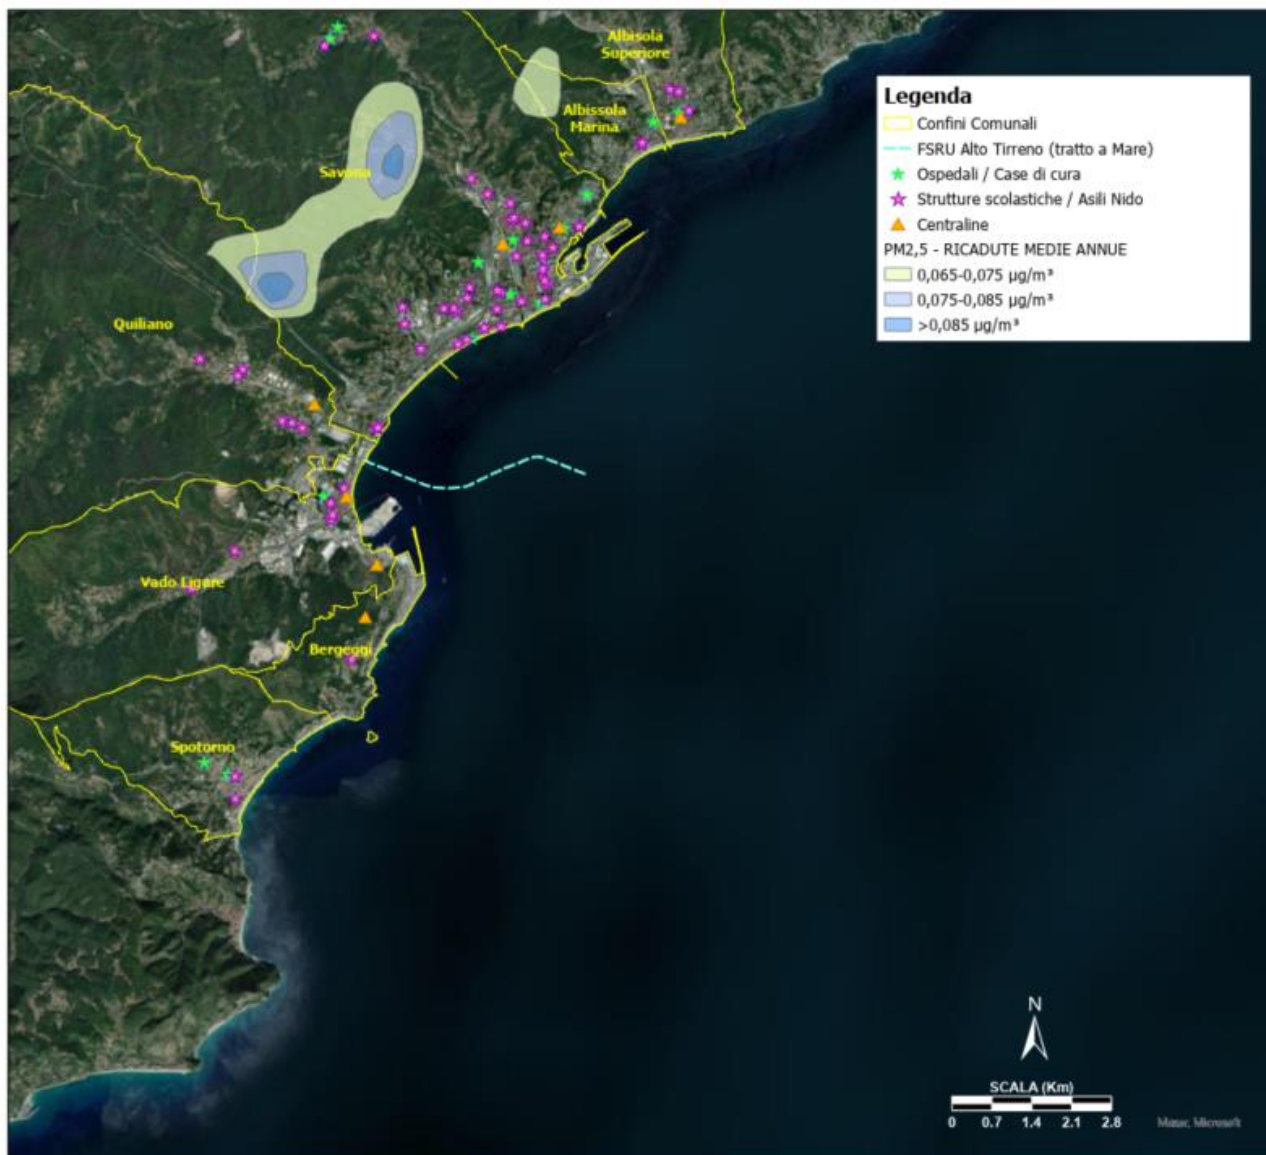 Albisola
Superiore
Albissola
Marina
Savona
Quiliano
Vado Ligure
Bergeggi
Spotorno
Legenda
Confini Comunali
FSRU Alto Tirreno (tratto a Mare)
Ospedali / Case di cura
Strutture scolastiche / Asili Nido
Centraline
PM2,5 - RICADUTE MEDIE ANNUE
0,065-0,075 µg/m³
0,075-0,085 µg/m³
>0,085 µg/m³
N
SCALA (Km)
0 0.7 1.4 2.1 2.8
Maxar, Microsoft